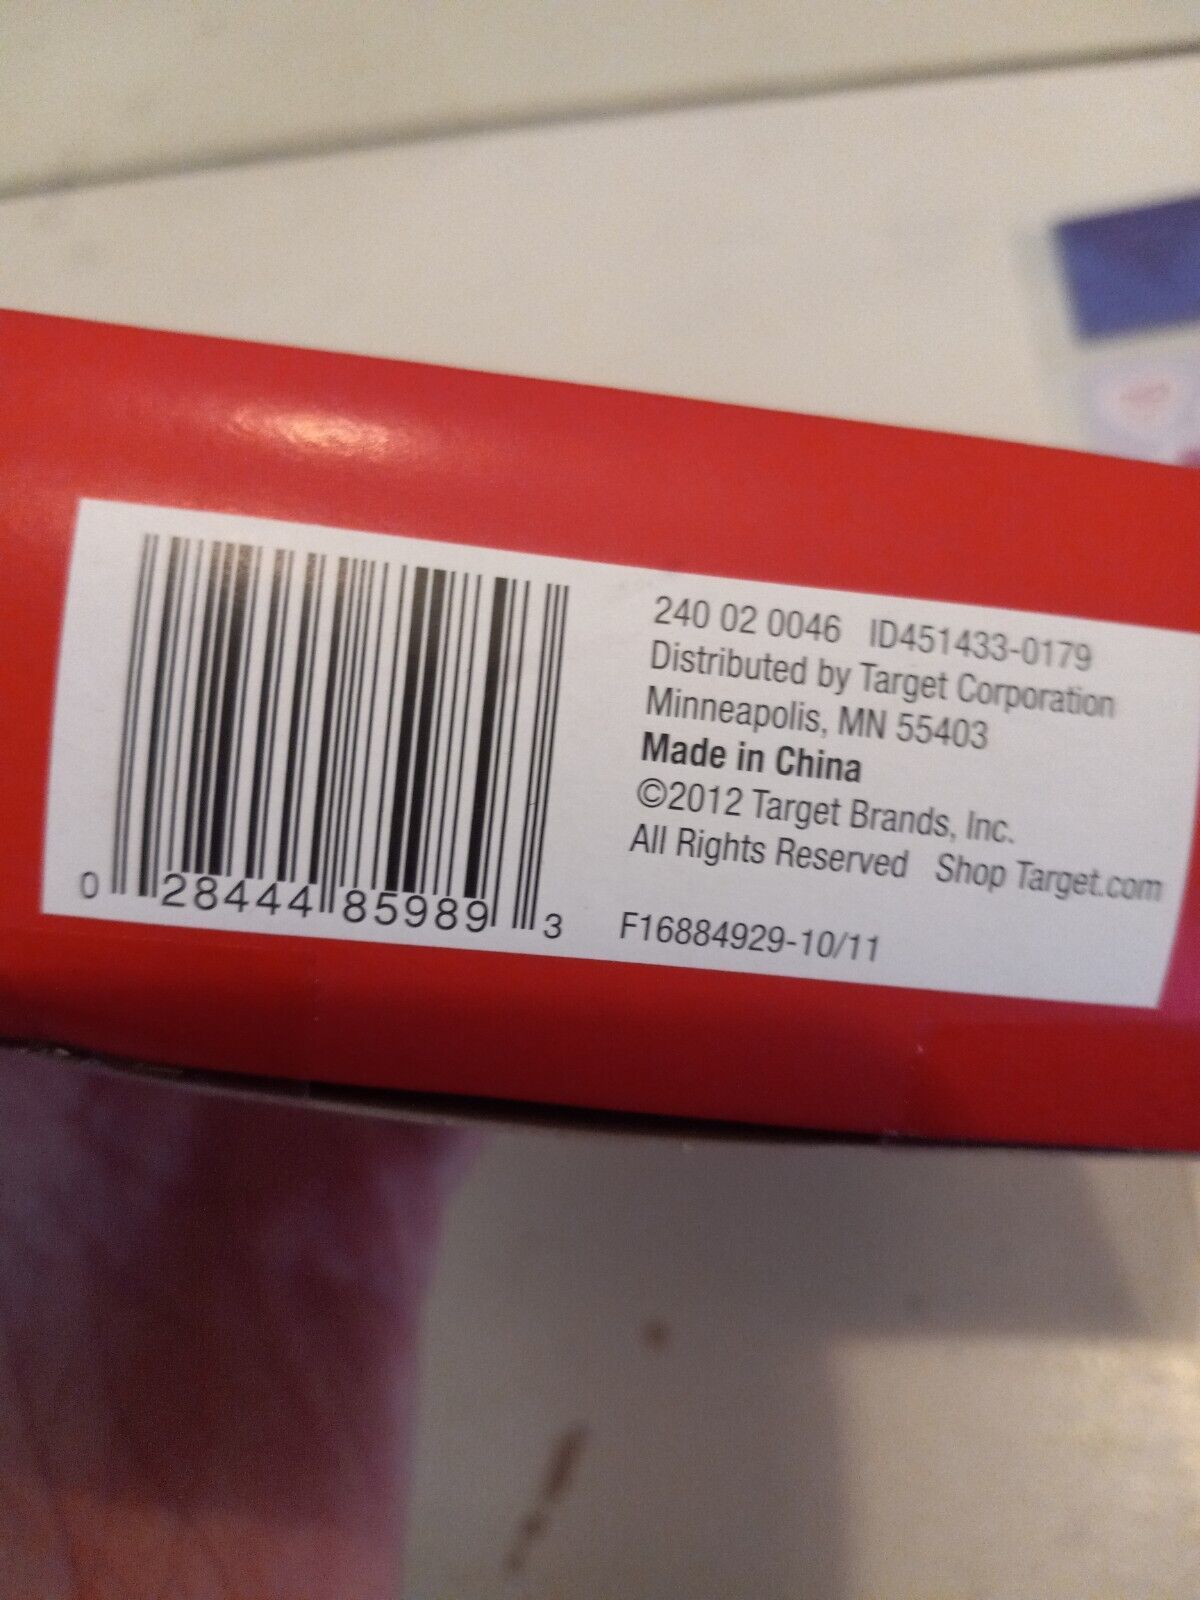 0 28444 85989 3
240 02 0046 ID451433-0179
Distributed by Target Corporation
Minneapolis, MN 55403
Made in China
©2012 Target Brands, Inc.
All Rights Reserved Shop Target.com
F16884929-10/11